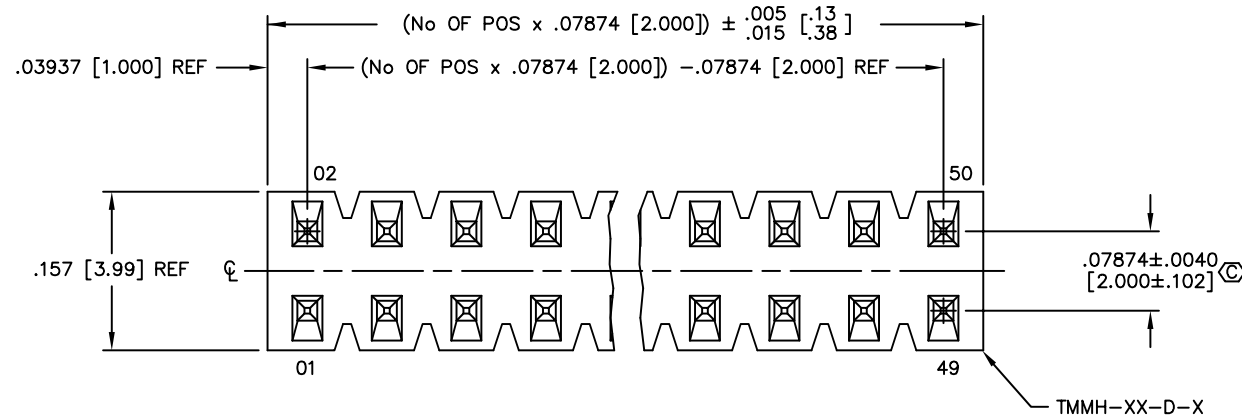 (No OF POS x .07874 [2.000]) ± .005 [.13
.015 .38]
.03937 [1.000] REF
(No OF POS x .07874 [2.000]) -.07874 [2.000] REF
02
50
.157 [3.99] REF
℄
.07874±.0040
[2.000±.102] C
01
49
TMMH-XX-D-X